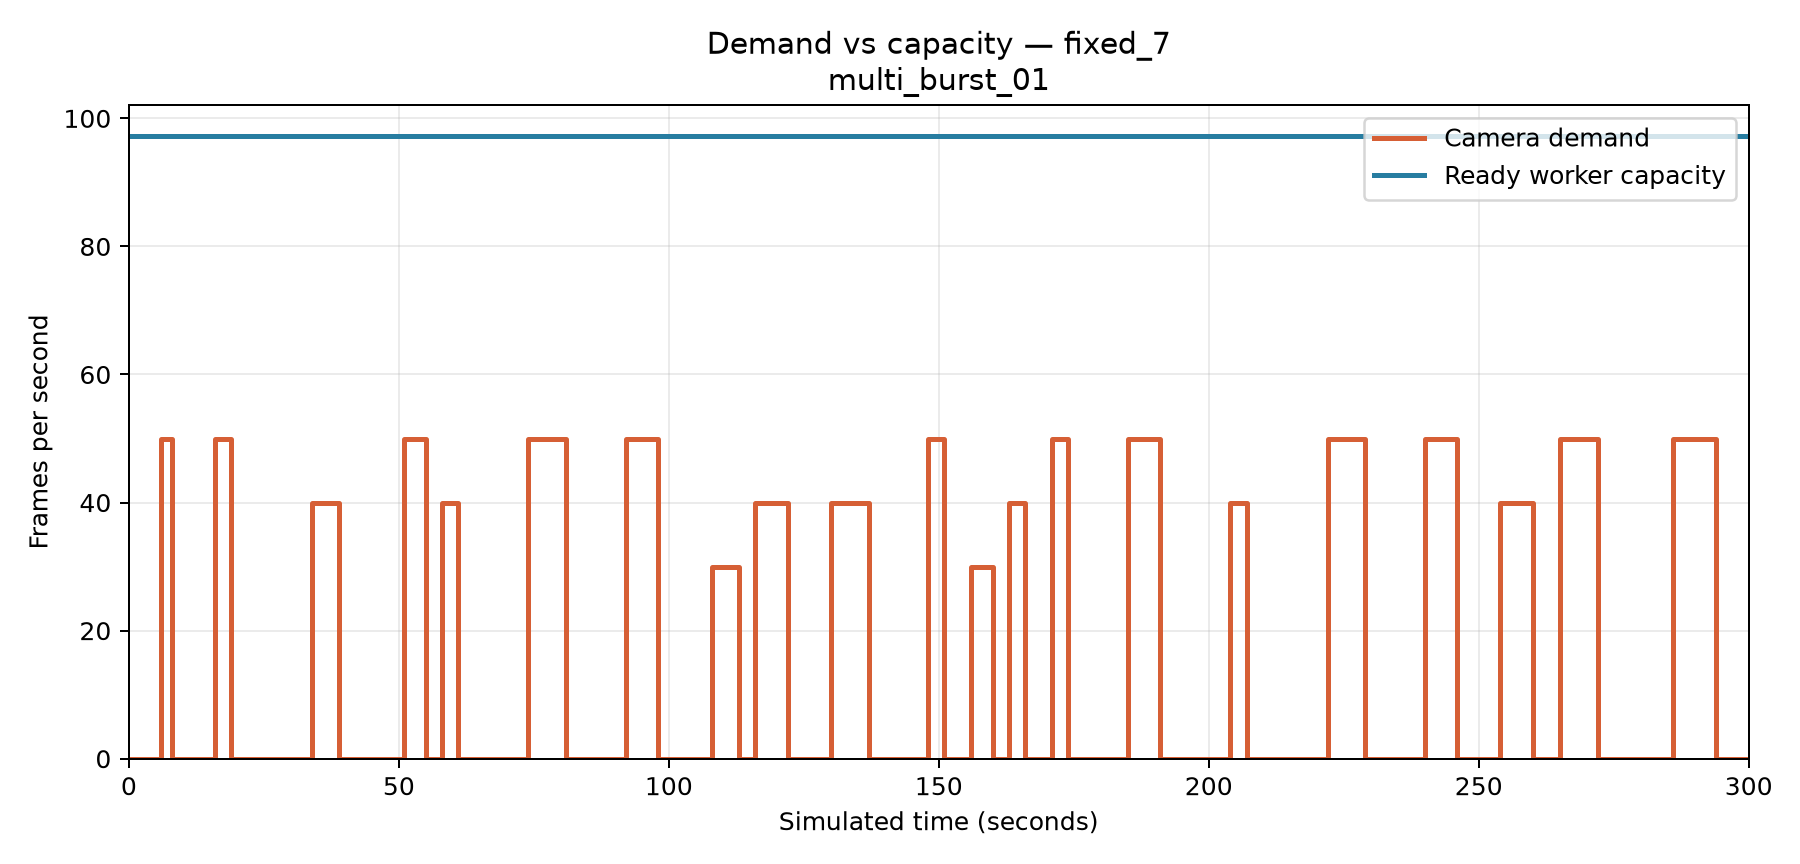 Demand vs capacity — fixed_7
multi_burst_01
Frames per second
100
80
60
40
20
0
Camera demand
Ready worker capacity
0 50 100 150 200 250 300
Simulated time (seconds)